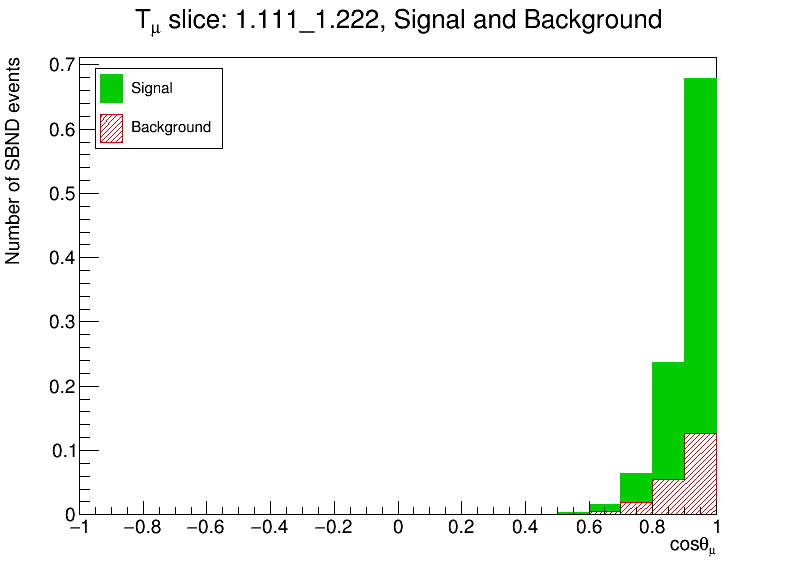 Tμ slice: 1.111_1.222, Signal and Background
Number of SBND events
Signal
Background
0.7
0.6
0.5
0.4
0.3
0.2
0.1
0
−1 −0.8 −0.6 −0.4 −0.2 0 0.2 0.4 0.6 0.8 1
cosθμ